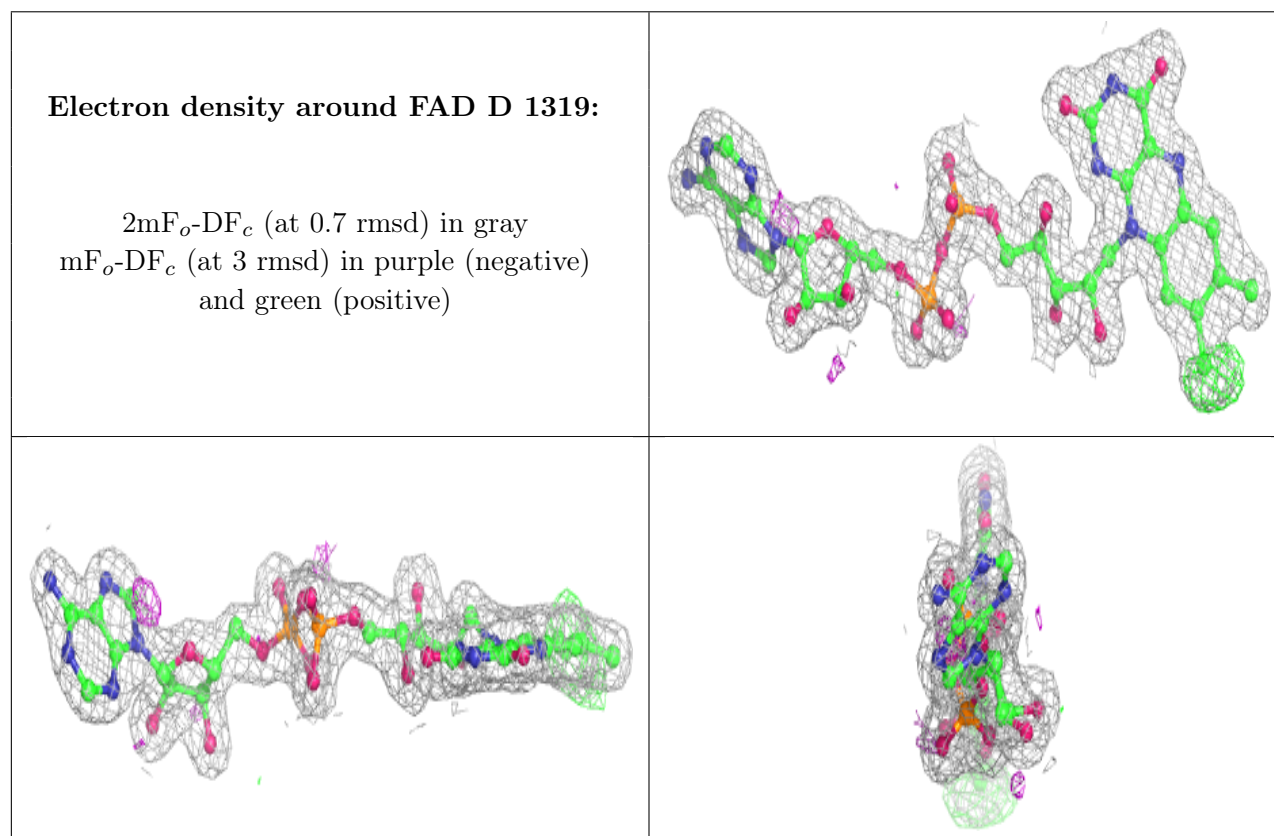 Electron density around FAD D 1319:
2mFo-DFc (at 0.7 rmsd) in gray
mFo-DFc (at 3 rmsd) in purple (negative)
and green (positive)